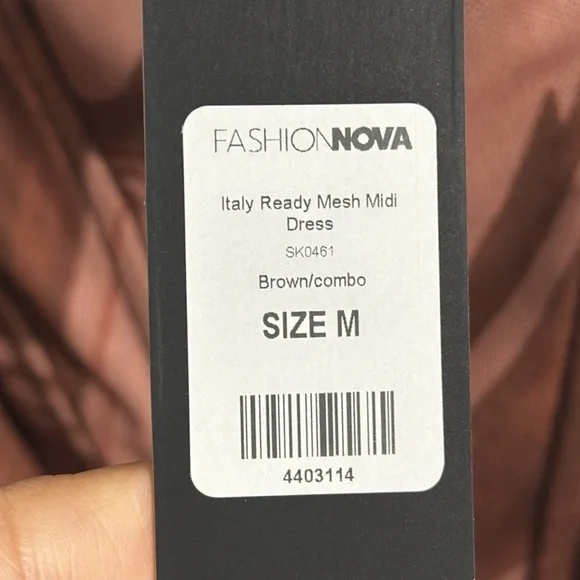 FASHIONNOVA
Italy Ready Mesh Midi
Dress
SK0461
Brown/combo
SIZE M
4403114